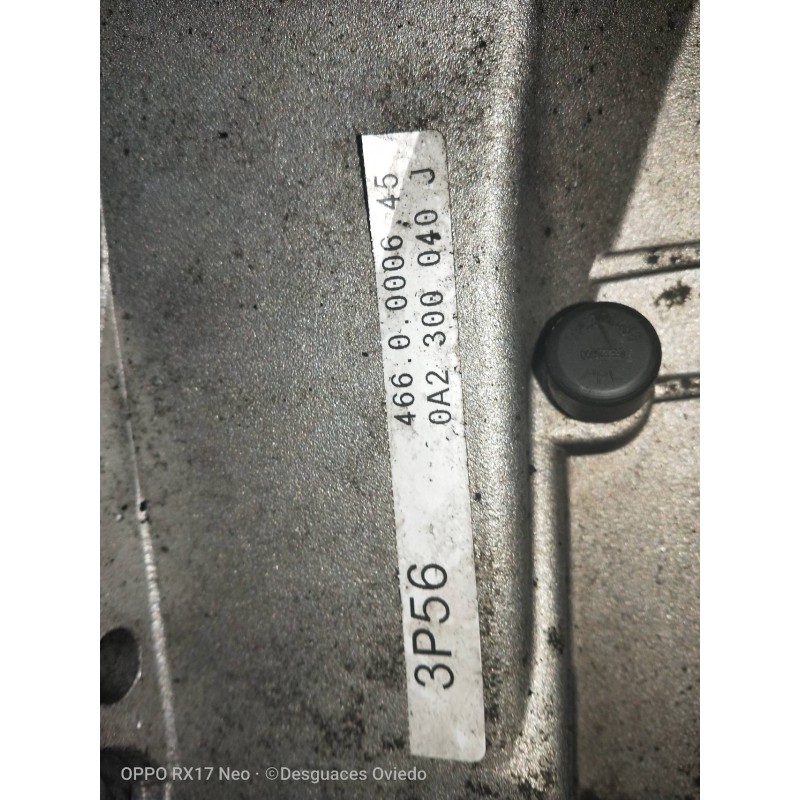 466.0.0006.45
3P56 0A2 300 040 J
OPPO RX17 Neo · ©Desguaces Oviedo